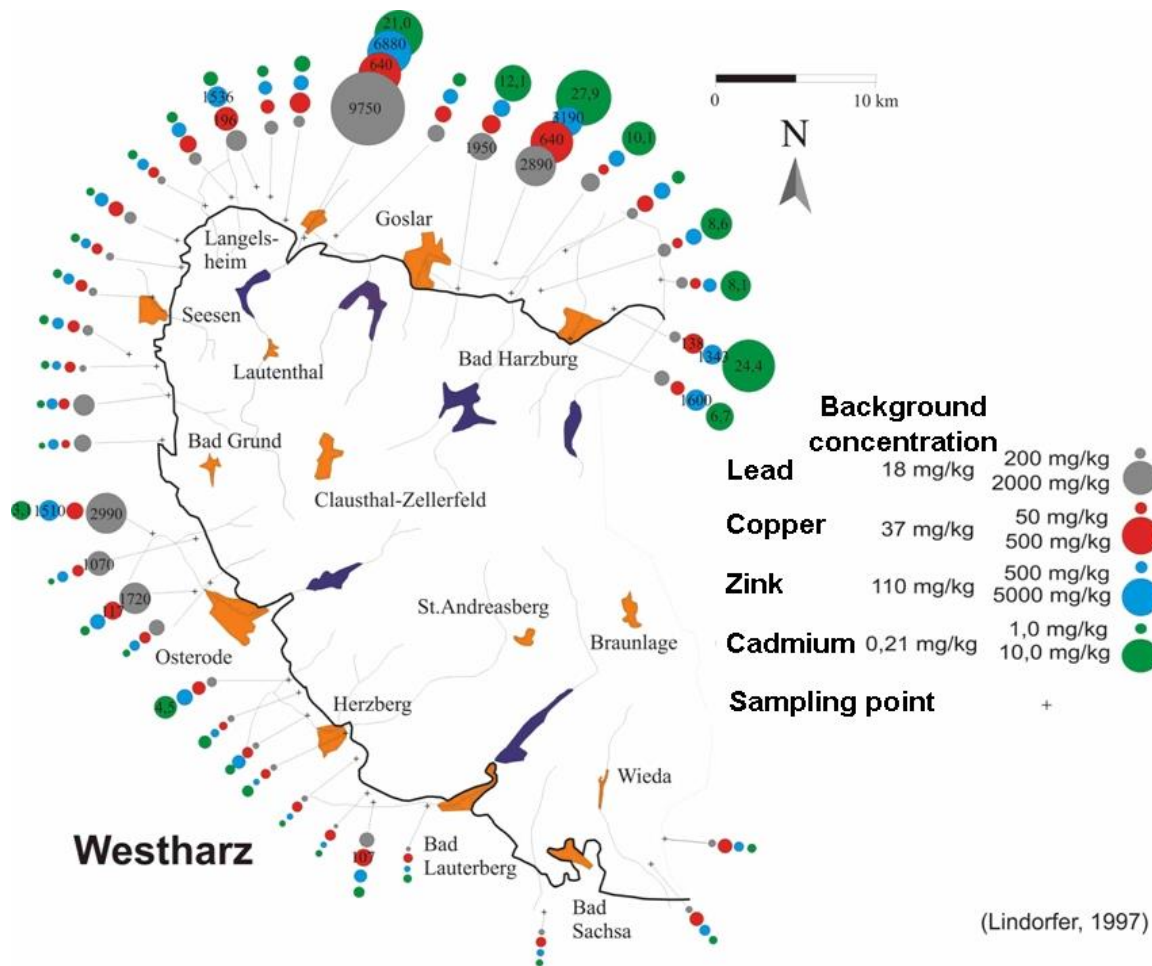 21,0
6880
640
9750
12,1
1950
27,9
3190
640
2890
10,1
1536
196
0
10 km
N
Goslar
Langels-
heim
8,6
8,1
Seesen
Lautenthal
Bad Harzburg
138
1343
24,4
1600
6,7
Bad Grund
Clausthal-Zellerfeld
Background
concentration
Lead
18 mg/kg
200 mg/kg
2000 mg/kg
Copper
37 mg/kg
50 mg/kg
500 mg/kg
Zink
110 mg/kg
500 mg/kg
5000 mg/kg
Cadmium
0,21 mg/kg
1,0 mg/kg
10,0 mg/kg
Sampling point
3,1
1510
2990
1070
1720
117
Osterode
St.Andreasberg
Braunlage
4,5
Herzberg
Wieda
Westharz
107
Bad
Lauterberg
Bad
Sachsa
(Lindorfer, 1997)